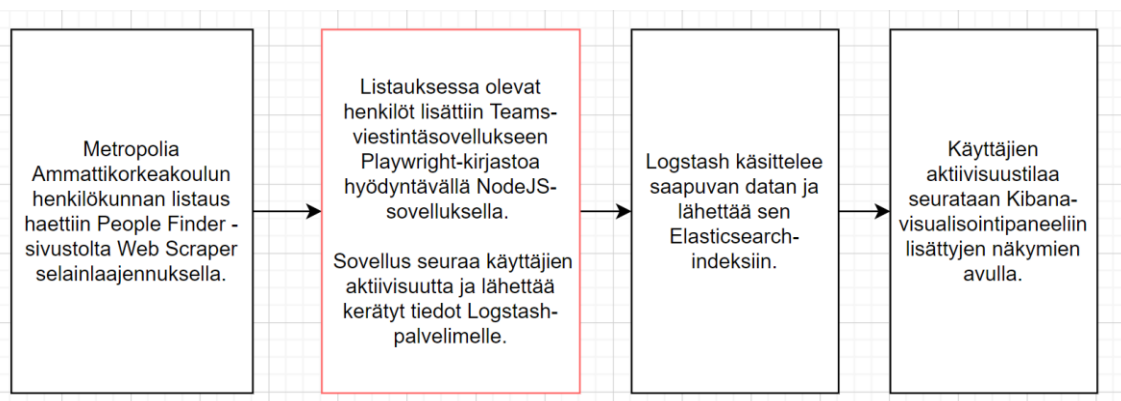 Metropolia
Ammattikorkeakoulun
henkilökunnan listaus
haettiin People Finder -
sivustolta Web Scraper
selainlaajennuksella.
Listauksessa olevat
henkilöt lisättiin Teams-
viestintäsovellukseen
Playwright-kirjastoa
hyödyntävällä NodeJS-
sovelluksella.
Sovellus seuraa käyttäjien
aktiivisuutta ja lähettää
kerätyt tiedot Logstash-
palvelimelle.
Logstash käsittelee
saapuvan datan ja
lähettää sen
Elasticsearch-
indeksiin.
Käyttäjien
aktiivisuustilaa
seurataan Kibana-
visualisointipaneeliin
lisättyjen näkymien
avulla.